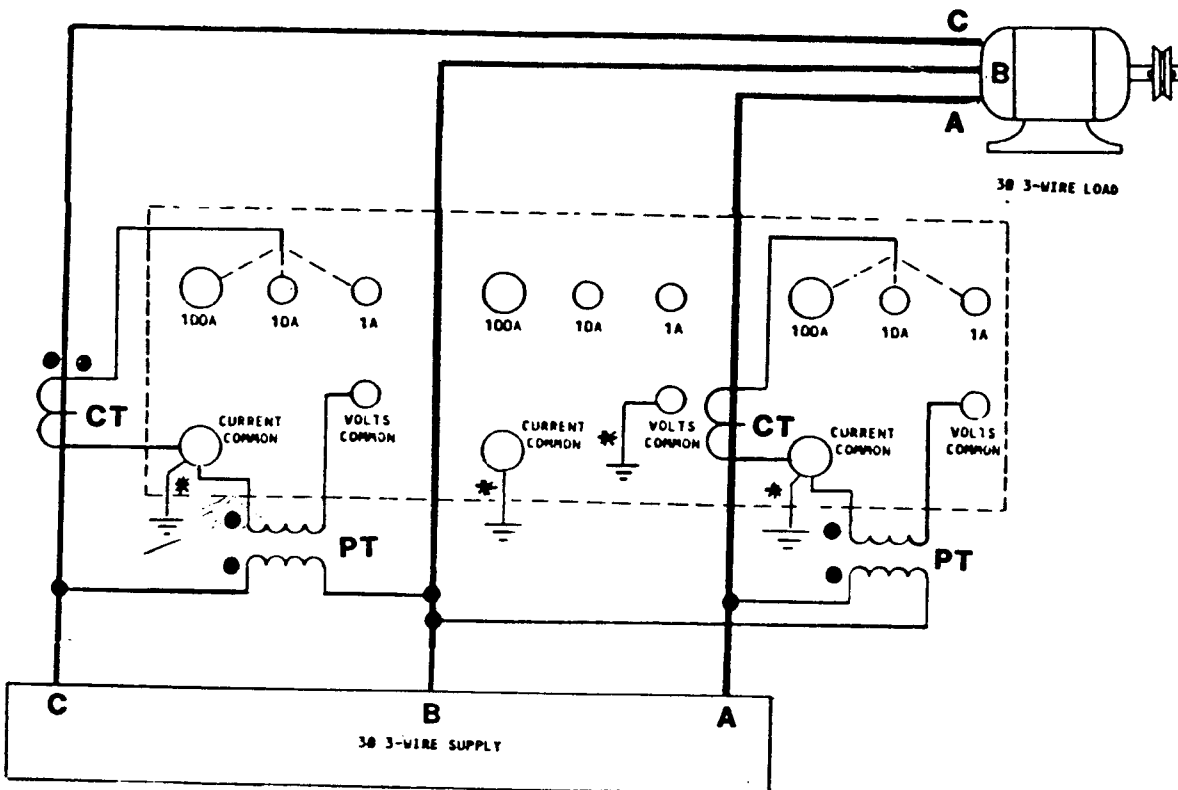 C
B
A
3Ø 3-WIRE LOAD
100A 10A 1A
100A 10A 1A
100A 10A 1A
CT
CURRENT
COMMON
VOLTS
COMMON
*
CURRENT
COMMON
*
VOLTS
COMMON
*
CT
CURRENT
COMMON
VOLTS
COMMON
*
PT
PT
C
B
A
3Ø 3-WIRE SUPPLY